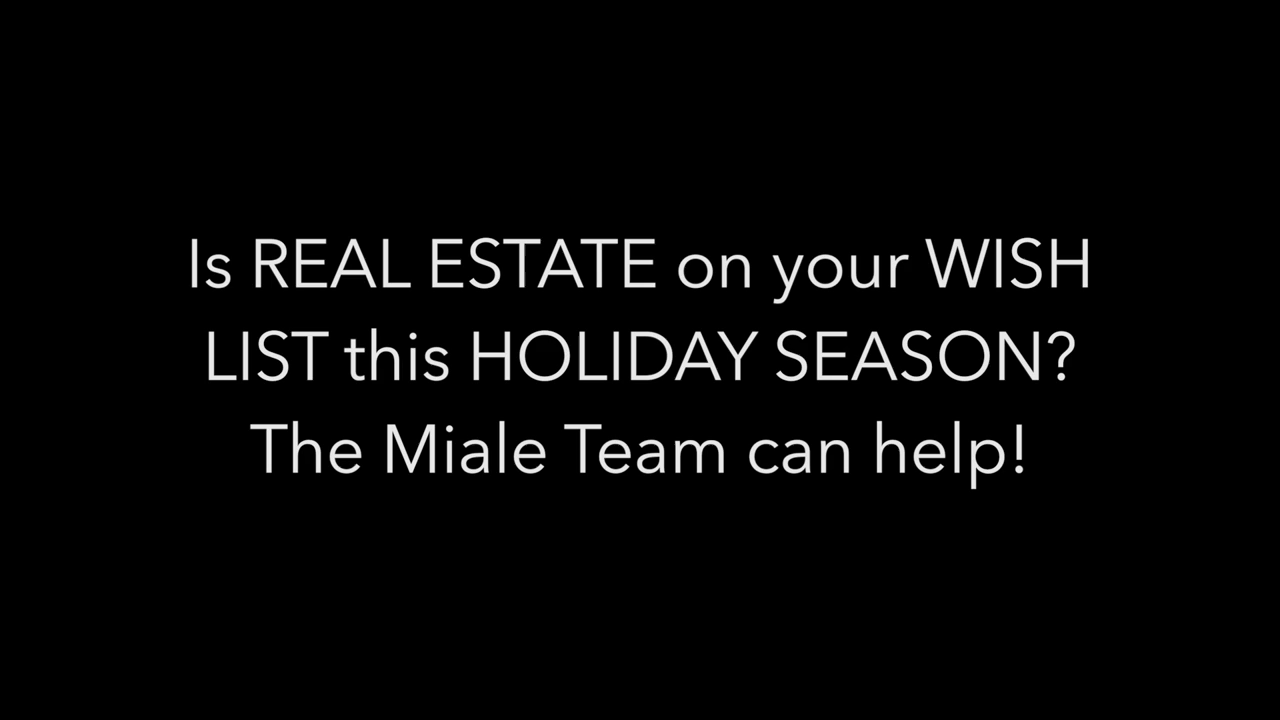 Is REAL ESTATE on your WISH
LIST this HOLIDAY SEASON?
The Miale Team can help!